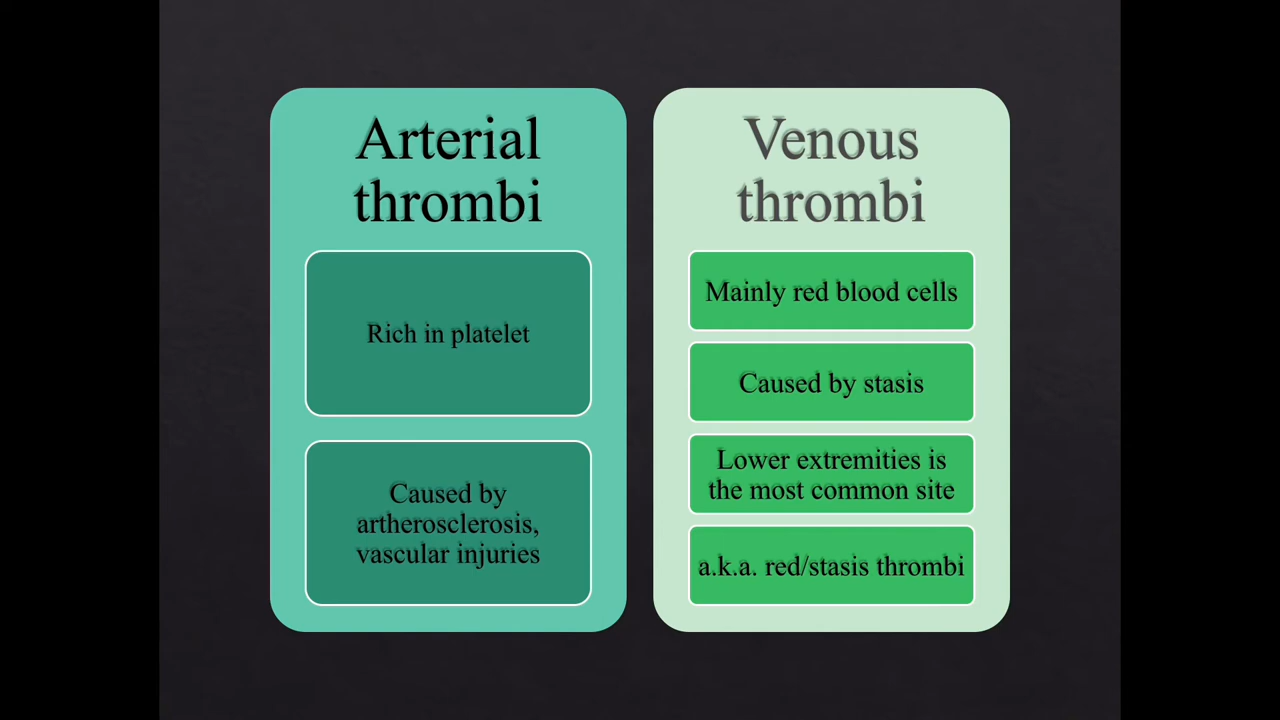 Arterial
thrombi
Rich in platelet
Caused by
artherosclerosis,
vascular injuries
Venous
thrombi
Mainly red blood cells
Caused by stasis
Lower extremities is
the most common site
a.k.a. red/stasis thrombi